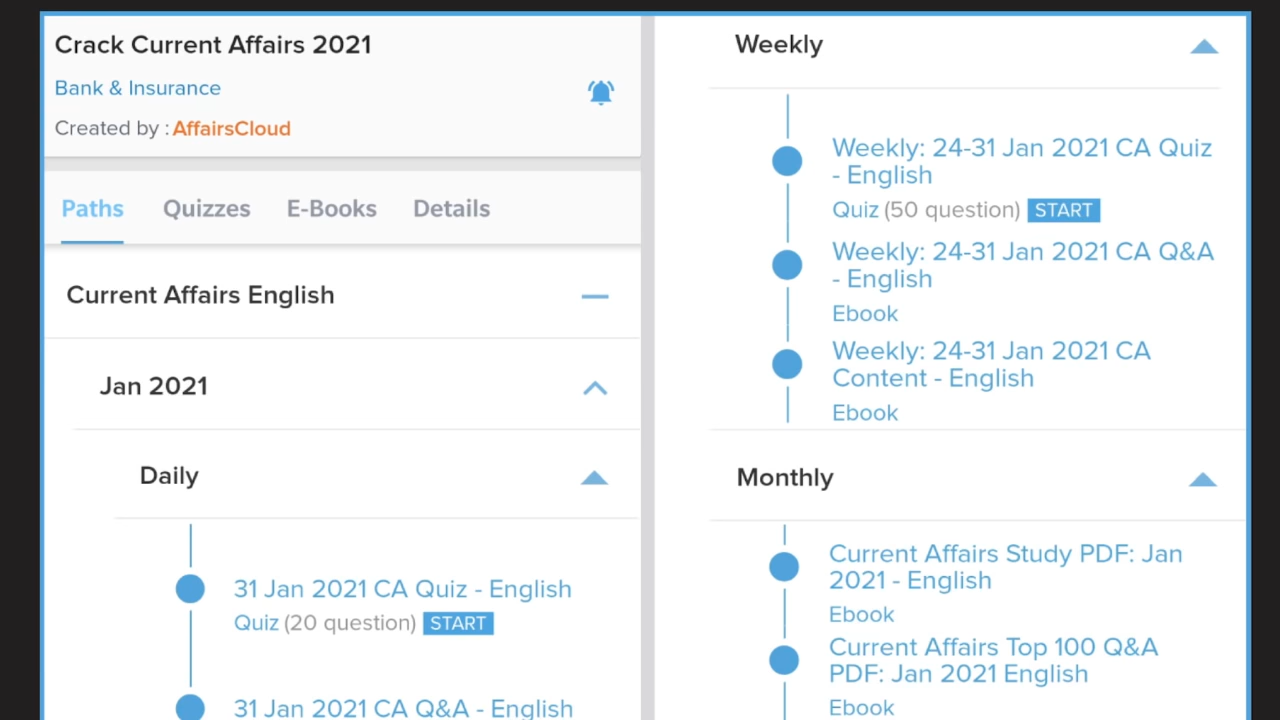 Crack Current Affairs 2021
Bank & Insurance
Created by : AffairsCloud
Paths Quizzes E-Books Details
Current Affairs English
Jan 2021
Daily
31 Jan 2021 CA Quiz - English
Quiz (20 question) START
31 Jan 2021 CA Q&A - English
Weekly
Weekly: 24-31 Jan 2021 CA Quiz
- English
Quiz (50 question) START
Weekly: 24-31 Jan 2021 CA Q&A
- English
Ebook
Weekly: 24-31 Jan 2021 CA
Content - English
Ebook
Monthly
Current Affairs Study PDF: Jan
2021 - English
Ebook
Current Affairs Top 100 Q&A
PDF: Jan 2021 English
Ebook